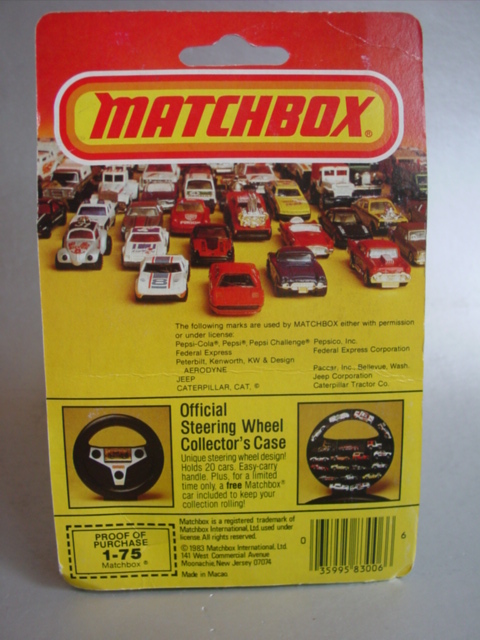 MATCHBOX®
The following marks are used by MATCHBOX either with permission
or under license:
Pepsi-Cola®, Pepsi®, Pepsi Challenge® Pepsico, Inc.
Federal Express Federal Express Corporation
Peterbilt, Kenworth, KW & Design
AERODYNE Paccar, Inc., Bellevue, Wash.
JEEP Jeep Corporation
CATERPILLAR, CAT, © Caterpillar Tractor Co.
Official
Steering Wheel
Collector's Case
Unique steering wheel design!
Holds 20 cars. Easy-carry
handle. Plus, for a limited
time only, a free Matchbox®
car included to keep your
collection rolling!
PROOF OF
PURCHASE
1-75
Matchbox®
Matchbox is a registered trademark of
Matchbox International, Ltd. used under
license. All rights reserved.
© 1983 Matchbox International, Ltd.
141 West Commercial Avenue
Moonachie, New Jersey 07074
Made in Macao.
0 35995 83006 6